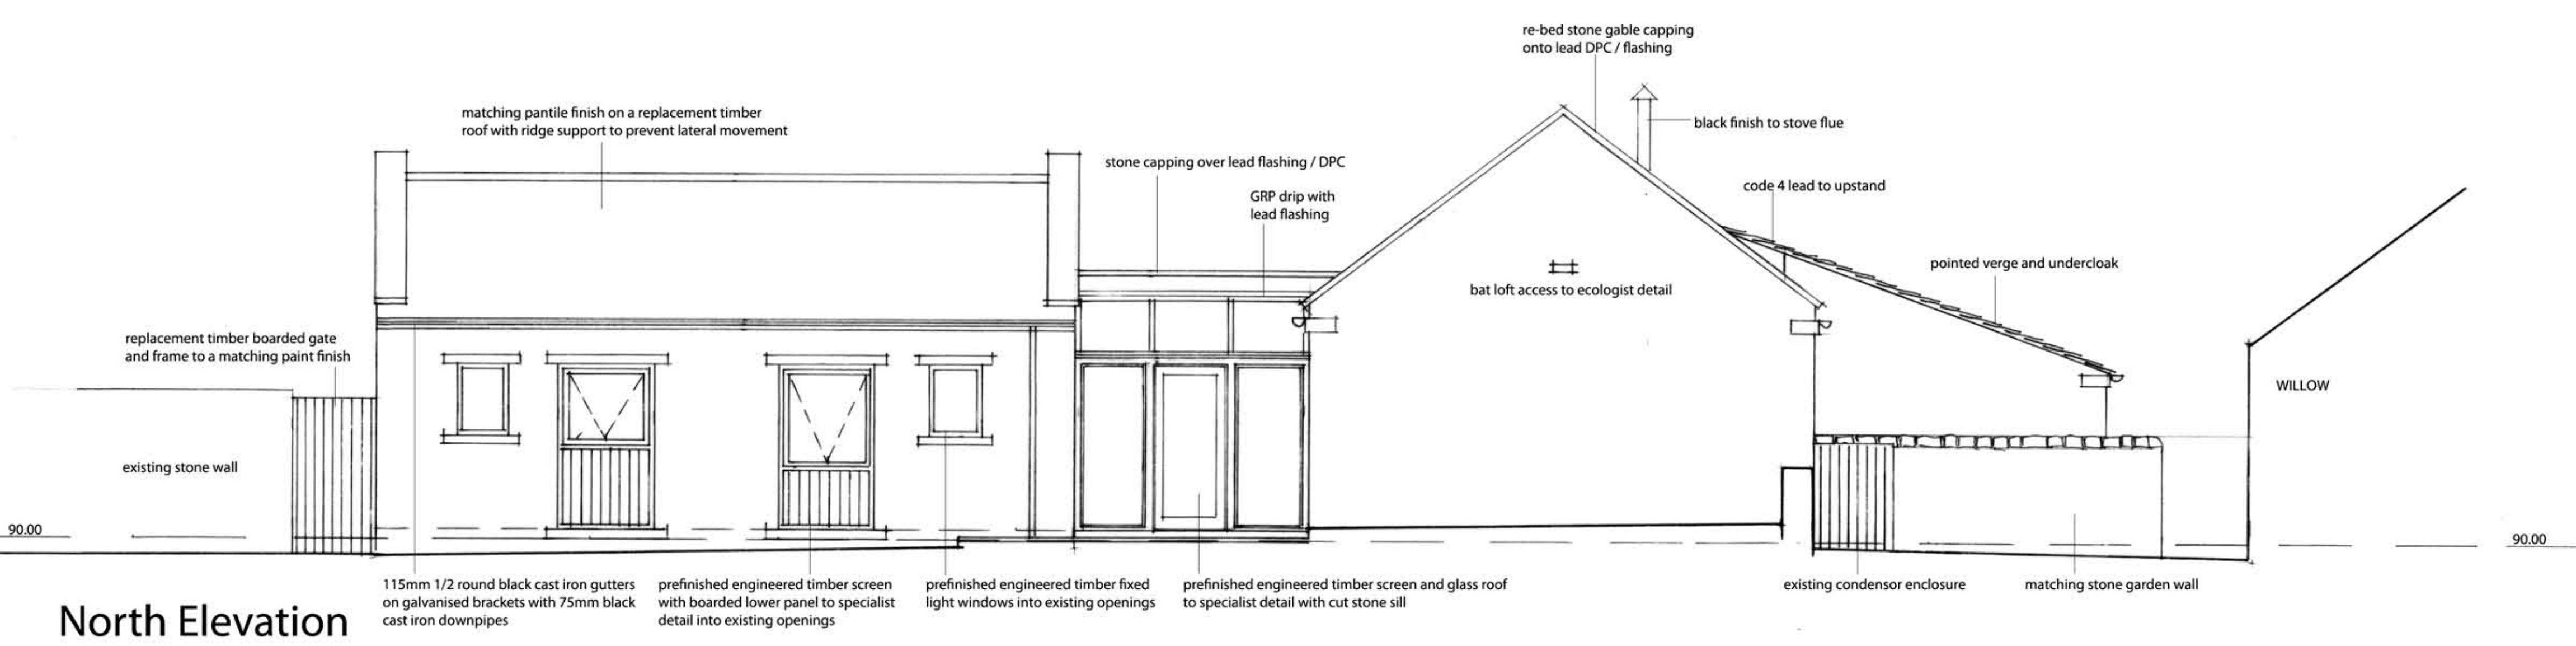 re-bed stone gable capping
onto lead DPC / flashing
matching pantile finish on a replacement timber
roof with ridge support to prevent lateral movement
black finish to stove flue
stone capping over lead flashing / DPC
code 4 lead to upstand
GRP drip with
lead flashing
pointed verge and undercloak
bat loft access to ecologist detail
replacement timber boarded gate
and frame to a matching paint finish
WILLOW
existing stone wall
90.00
90.00
115mm 1/2 round black cast iron gutters
on galvanised brackets with 75mm black
cast iron downpipes
prefinished engineered timber screen
with boarded lower panel to specialist
detail into existing openings
prefinished engineered timber fixed
light windows into existing openings
prefinished engineered timber screen and glass roof
to specialist detail with cut stone sill
existing condensor enclosure
matching stone garden wall
North Elevation